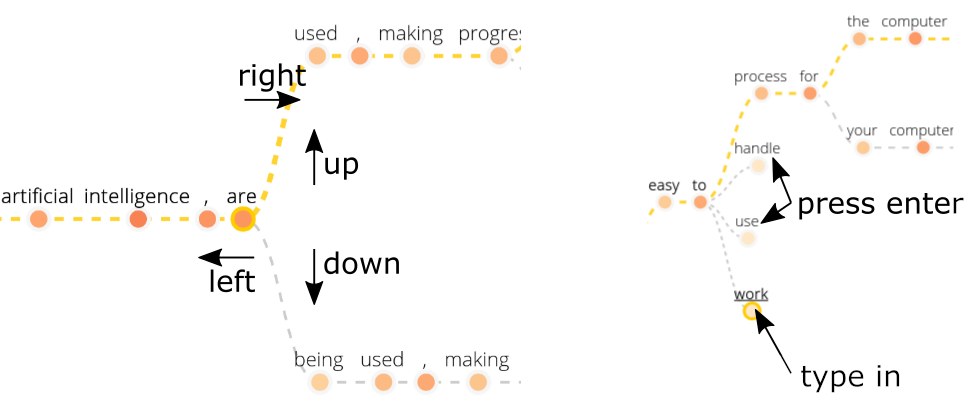 used , making progres
right
up
artificial intelligence , are
left
down
being used , making
the computer
process for
your computer
handle
easy to
press enter
use
work
type in